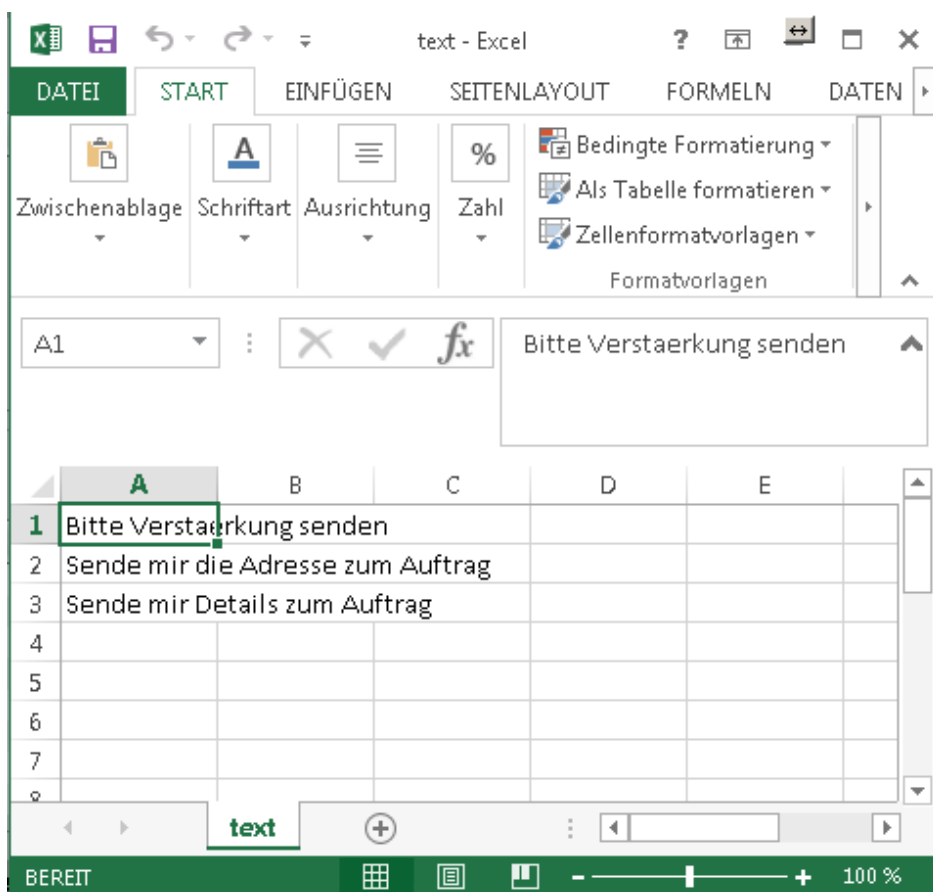 text - Excel ?
DATEI START EINFÜGEN SEITENLAYOUT FORMELN DATEN
Zwischenablage Schriftart Ausrichtung % Zahl
Bedingte Formatierung
Als Tabelle formatieren
Zellenformatvorlagen
Formatvorlagen
A1 fx Bitte Verstaerkung senden
A B C D E
1 Bitte Verstaerkung senden
2 Sende mir die Adresse zum Auftrag
3 Sende mir Details zum Auftrag
4
5
6
7
8
text
BEREIT 100 %